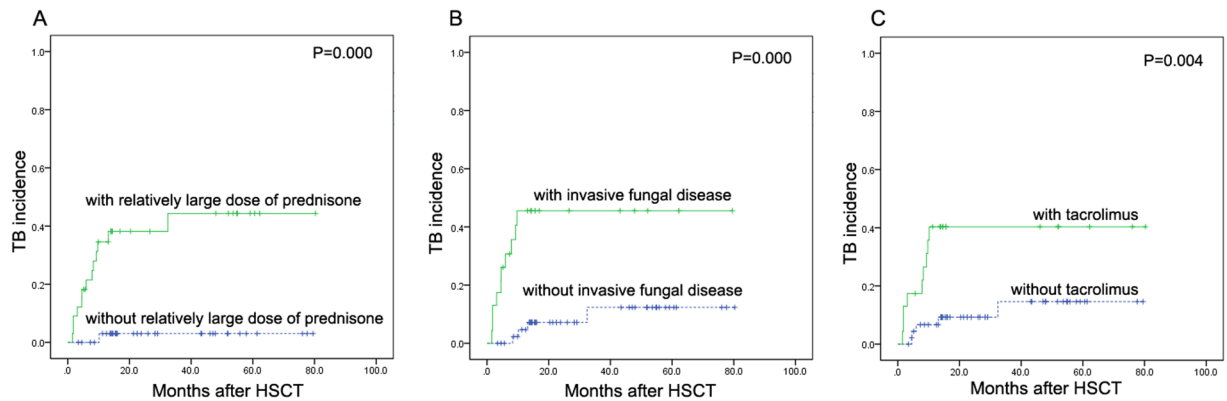 A
P=0.000
1.0
0.8
0.6
0.4
0.2
0.0
TB incidence
with relatively large dose of prednisone
without relatively large dose of prednisone
.0 20.0 40.0 60.0 80.0 100.0
Months after HSCT
B
P=0.000
1.0
0.8
0.6
0.4
0.2
0.0
TB incidence
with invasive fungal disease
without invasive fungal disease
.0 20.0 40.0 60.0 80.0 100.0
Months after HSCT
C
P=0.004
1.0
0.8
0.6
0.4
0.2
0.0
TB incidence
with tacrolimus
without tacrolimus
.0 20.0 40.0 60.0 80.0 100.0
Months after HSCT